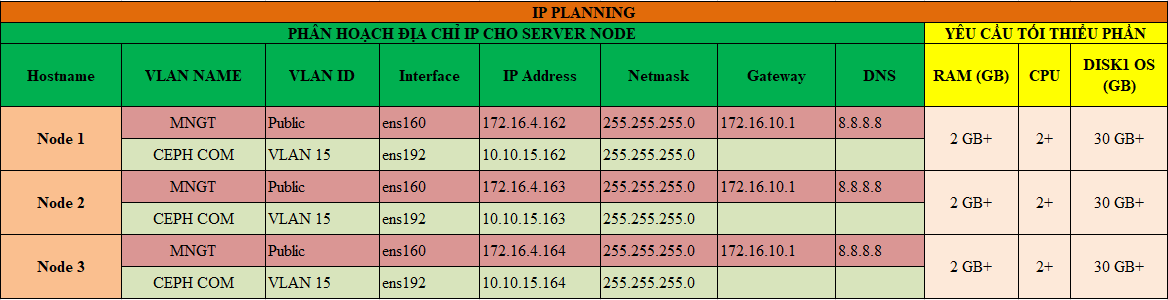 IP PLANNING
PHÂN HOẠCH ĐỊA CHỈ IP CHO SERVER NODE YÊU CẦU TỐI THIỂU PHẦN
Hostname VLAN NAME VLAN ID Interface IP Address Netmask Gateway DNS RAM (GB) CPU DISK1 OS
(GB)
Node 1 MNGT Public ens160 172.16.4.162 255.255.255.0 172.16.10.1 8.8.8.8 2 GB+ 2+ 30 GB+
CEPH COM VLAN 15 ens192 10.10.15.162 255.255.255.0
Node 2 MNGT Public ens160 172.16.4.163 255.255.255.0 172.16.10.1 8.8.8.8 2 GB+ 2+ 30 GB+
CEPH COM VLAN 15 ens192 10.10.15.163 255.255.255.0
Node 3 MNGT Public ens160 172.16.4.164 255.255.255.0 172.16.10.1 8.8.8.8 2 GB+ 2+ 30 GB+
CEPH COM VLAN 15 ens192 10.10.15.164 255.255.255.0